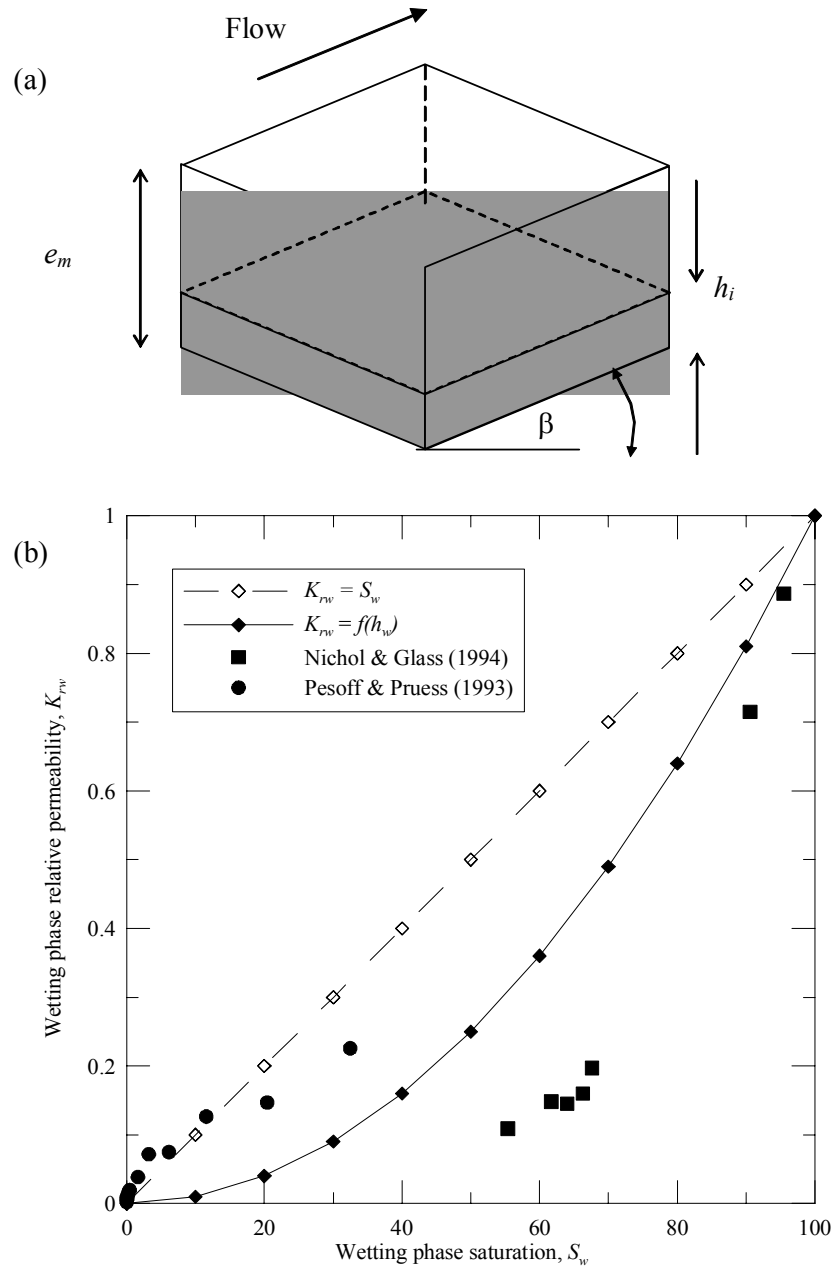 Flow
(a)
e_m
h_i
β
(b)
K_rw = S_w
K_rw = f(h_w)
Nichol & Glass (1994)
Pesoff & Pruess (1993)
Wetting phase relative permeability, K_rw
1
0.8
0.6
0.4
0.2
0
0 20 40 60 80 100
Wetting phase saturation, S_w